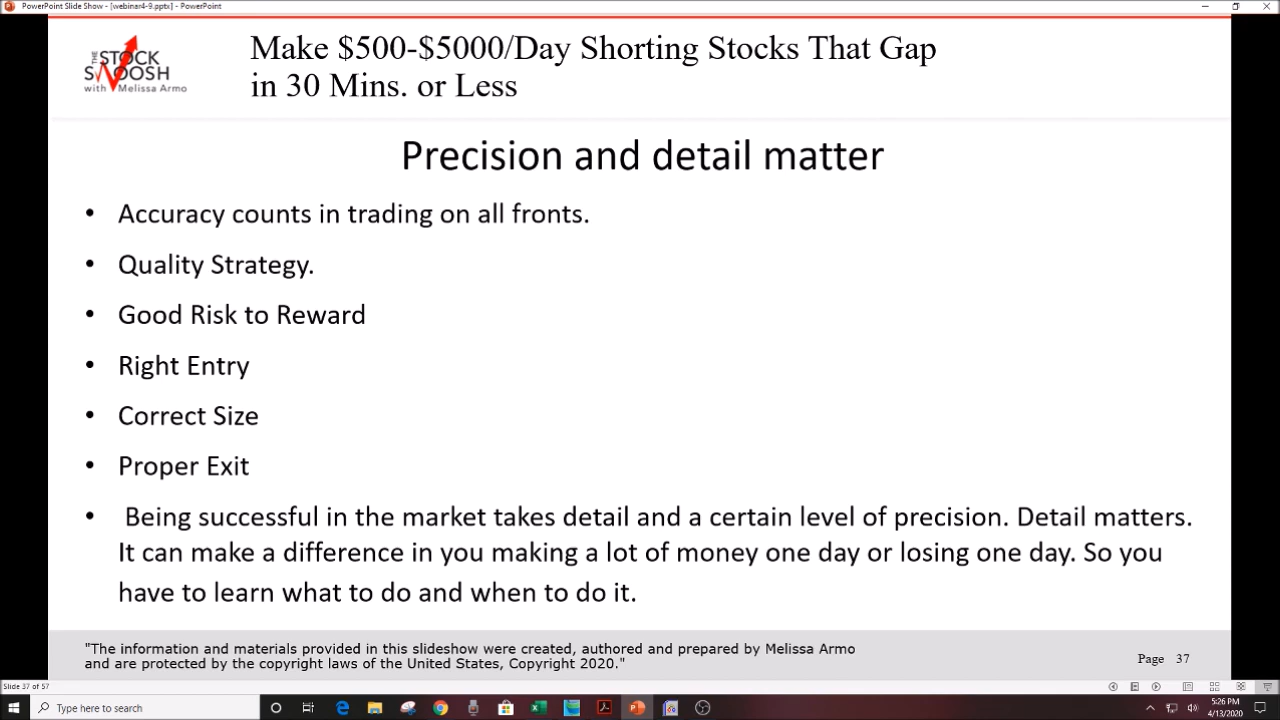 PowerPoint Slide Show - [webinar4-9.pptx] - PowerPoint
THE
STOCK
SWOOSH
with Melissa Armo
Make $500-$5000/Day Shorting Stocks That Gap
in 30 Mins. or Less
Precision and detail matter
• Accuracy counts in trading on all fronts.
• Quality Strategy.
• Good Risk to Reward
• Right Entry
• Correct Size
• Proper Exit
• Being successful in the market takes detail and a certain level of precision. Detail matters.
It can make a difference in you making a lot of money one day or losing one day. So you
have to learn what to do and when to do it.
"The information and materials provided in this slideshow were created, authored and prepared by Melissa Armo
and are protected by the copyright laws of the United States, Copyright 2020."
Page 37
Slide 37 of 57
Type here to search
5:26 PM
4/13/2020